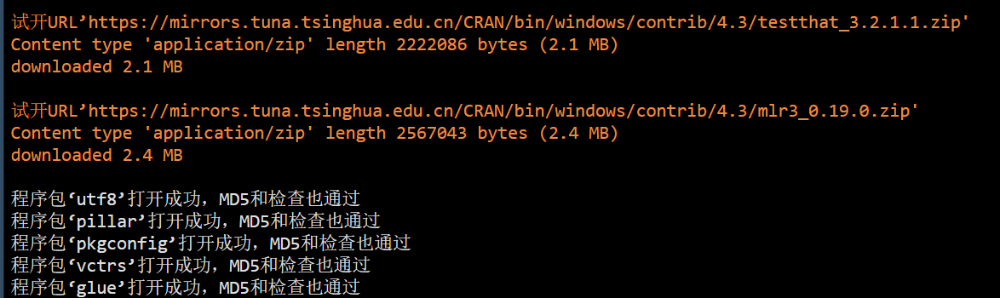 试开URL’https://mirrors.tuna.tsinghua.edu.cn/CRAN/bin/windows/contrib/4.3/testthat_3.2.1.1.zip'
Content type 'application/zip' length 2222086 bytes (2.1 MB)
downloaded 2.1 MB
试开URL’https://mirrors.tuna.tsinghua.edu.cn/CRAN/bin/windows/contrib/4.3/mlr3_0.19.0.zip'
Content type 'application/zip' length 2567043 bytes (2.4 MB)
downloaded 2.4 MB
程序包‘utf8’打开成功，MD5和检查也通过
程序包‘pillar’打开成功，MD5和检查也通过
程序包‘pkgconfig’打开成功，MD5和检查也通过
程序包‘vctrs’打开成功，MD5和检查也通过
程序包‘glue’打开成功，MD5和检查也通过